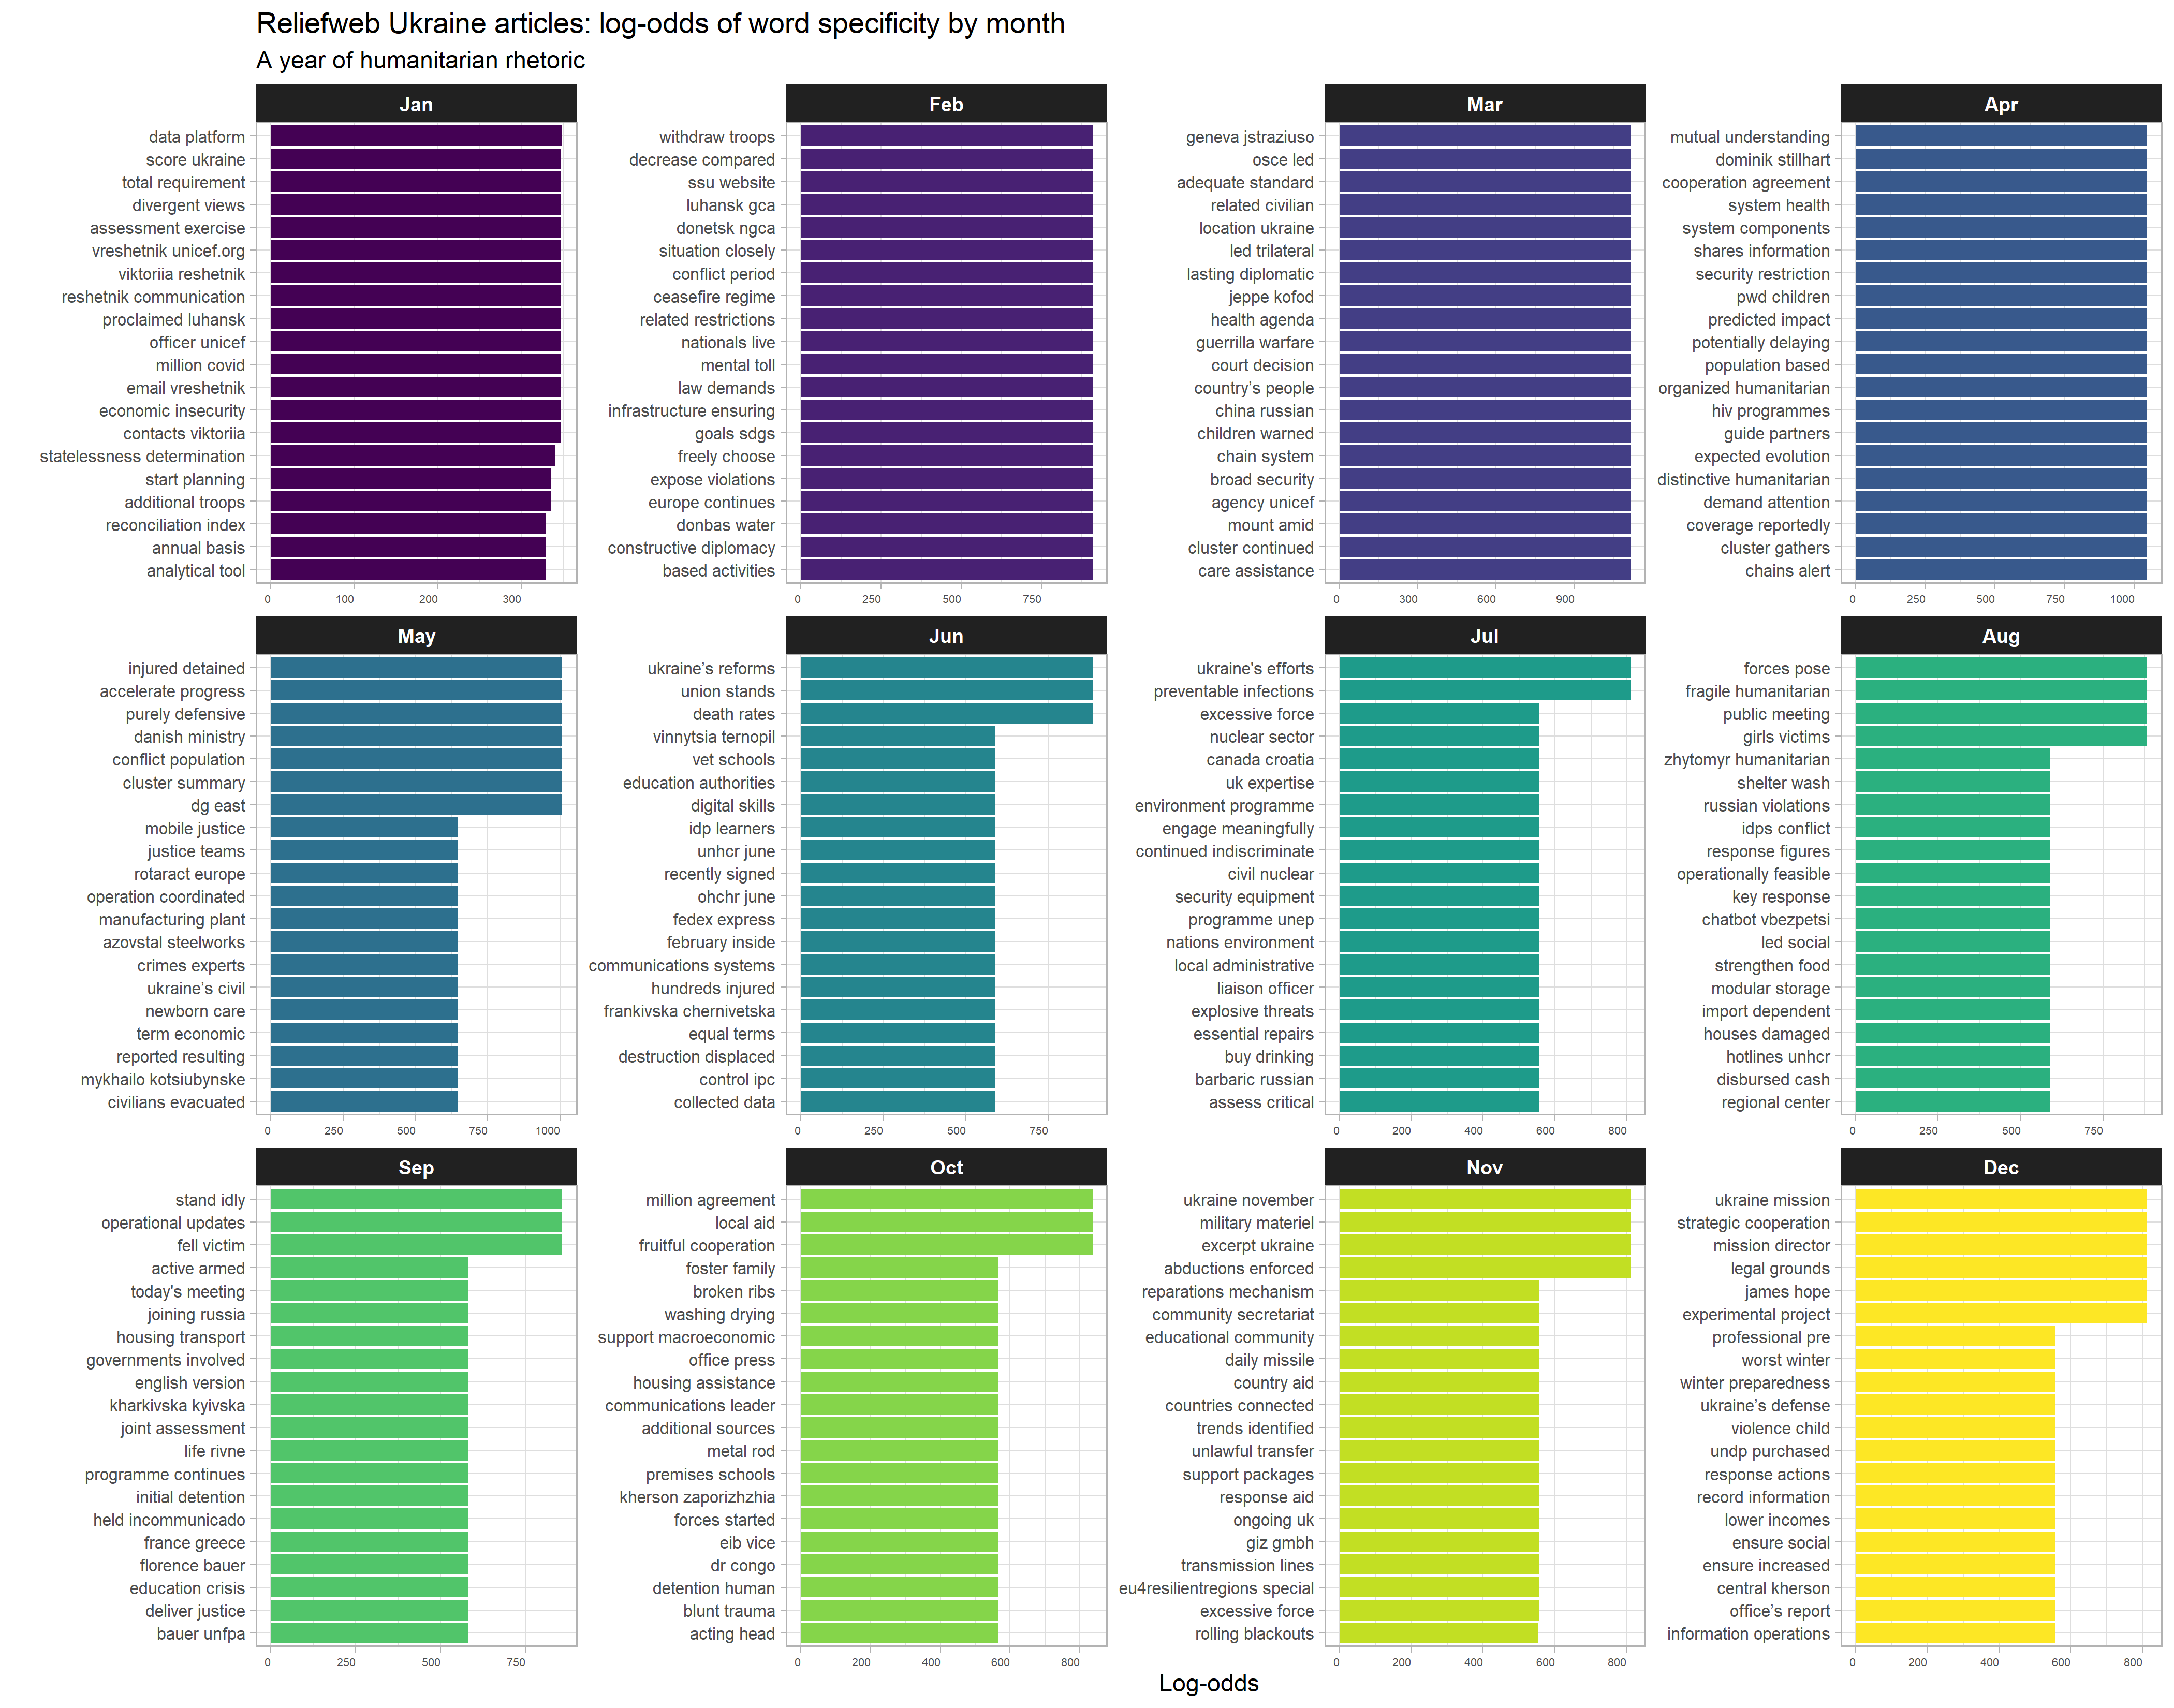 Reliefweb Ukraine articles: log-odds of word specificity by month
A year of humanitarian rhetoric
Jan
data platform
score ukraine
total requirement
divergent views
assessment exercise
vreshetnik unicef.org
viktoriia reshetnik
reshetnik communication
proclaimed luhansk
officer unicef
million covid
email vreshetnik
economic insecurity
contacts viktoriia
statelessness determination
start planning
additional troops
reconciliation index
annual basis
analytical tool
0 100 200 300
Feb
withdraw troops
decrease compared
ssu website
luhansk gca
donetsk ngca
situation closely
conflict period
ceasefire regime
related restrictions
nationals live
mental toll
law demands
infrastructure ensuring
goals sdgs
freely choose
expose violations
europe continues
donbas water
constructive diplomacy
based activities
0 250 500 750
Mar
geneva jstraziuso
osce led
adequate standard
related civilian
location ukraine
led trilateral
lasting diplomatic
jeppe kofod
health agenda
guerrilla warfare
court decision
country’s people
china russian
children warned
chain system
broad security
agency unicef
mount amid
cluster continued
care assistance
0 300 600 900
Apr
mutual understanding
dominik stillhart
cooperation agreement
system health
system components
shares information
security restriction
pwd children
predicted impact
potentially delaying
population based
organized humanitarian
hiv programmes
guide partners
expected evolution
distinctive humanitarian
demand attention
coverage reportedly
cluster gathers
chains alert
0 250 500 750 1000
May
injured detained
accelerate progress
purely defensive
danish ministry
conflict population
cluster summary
dg east
mobile justice
justice teams
rotaract europe
operation coordinated
manufacturing plant
azovstal steelworks
crimes experts
ukraine’s civil
newborn care
term economic
reported resulting
mykhailo kotsiubynske
civilians evacuated
0 250 500 750 1000
Jun
ukraine’s reforms
union stands
death rates
vinnytsia ternopil
vet schools
education authorities
digital skills
idp learners
unhcr june
recently signed
ohchr june
fedex express
february inside
communications systems
hundreds injured
frankivska chernivetska
equal terms
destruction displaced
control ipc
collected data
0 250 500 750
Jul
ukraine's efforts
preventable infections
excessive force
nuclear sector
canada croatia
uk expertise
environment programme
engage meaningfully
continued indiscriminate
civil nuclear
security equipment
programme unep
nations environment
local administrative
liaison officer
explosive threats
essential repairs
buy drinking
barbaric russian
assess critical
0 200 400 600 800
Aug
forces pose
fragile humanitarian
public meeting
girls victims
zhytomyr humanitarian
shelter wash
russian violations
idps conflict
response figures
operationally feasible
key response
chatbot vbezpetsi
led social
strengthen food
modular storage
import dependent
houses damaged
hotlines unhcr
disbursed cash
regional center
0 250 500 750
Sep
stand idly
operational updates
fell victim
active armed
today's meeting
joining russia
housing transport
governments involved
english version
kharkivska kyivska
joint assessment
life rivne
programme continues
initial detention
held incommunicado
france greece
florence bauer
education crisis
deliver justice
bauer unfpa
0 250 500 750
Oct
million agreement
local aid
fruitful cooperation
foster family
broken ribs
washing drying
support macroeconomic
office press
housing assistance
communications leader
additional sources
metal rod
premises schools
kherson zaporizhzhia
forces started
eib vice
dr congo
detention human
blunt trauma
acting head
0 200 400 600 800
Nov
ukraine november
military materiel
excerpt ukraine
abductions enforced
reparations mechanism
community secretariat
educational community
daily missile
country aid
countries connected
trends identified
unlawful transfer
support packages
response aid
ongoing uk
giz gmbh
transmission lines
eu4resilientregions special
excessive force
rolling blackouts
0 200 400 600 800
Dec
ukraine mission
strategic cooperation
mission director
legal grounds
james hope
experimental project
professional pre
worst winter
winter preparedness
ukraine’s defense
violence child
undp purchased
response actions
record information
lower incomes
ensure social
ensure increased
central kherson
office’s report
information operations
0 200 400 600 800
Log-odds